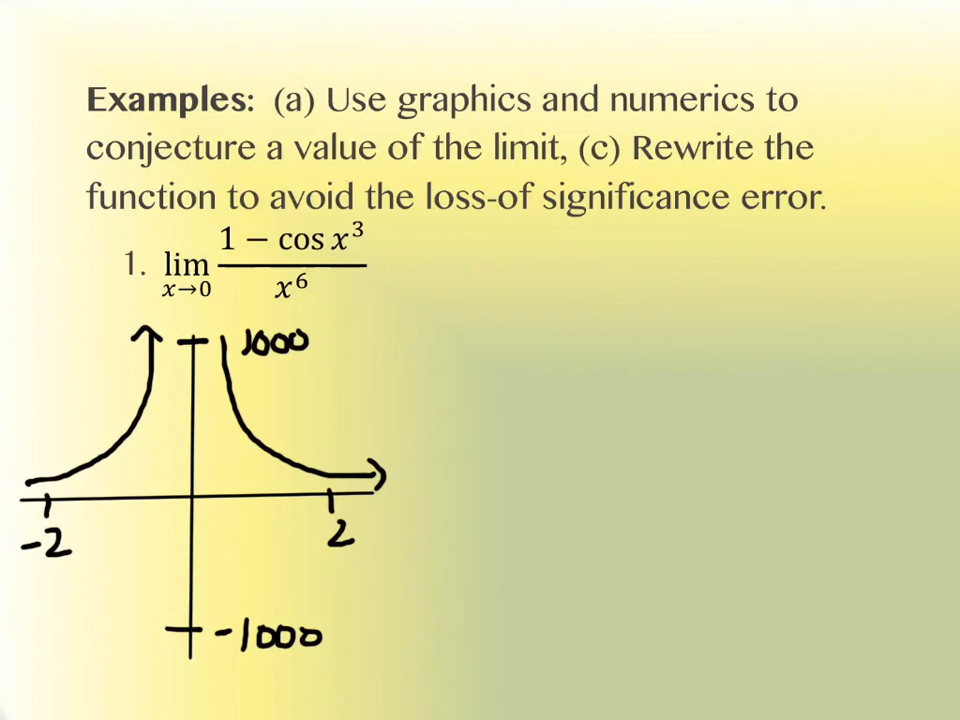 Examples: (a) Use graphics and numerics to
conjecture a value of the limit, (c) Rewrite the
function to avoid the loss-of significance error.
1. lim x→0 (1 − cos x³)/x⁶
1000
-2 2
-1000